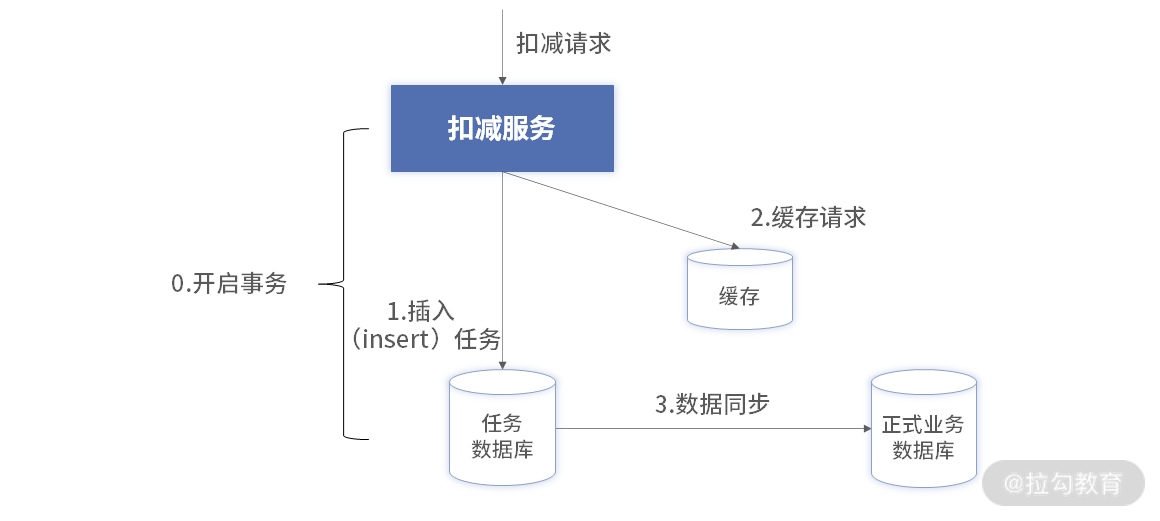 扣减请求
扣减服务
2.缓存请求
0.开启事务
缓存
1.插入
（insert）任务
3.数据同步
任务
数据库
正式业务
数据库
@拉勾教育